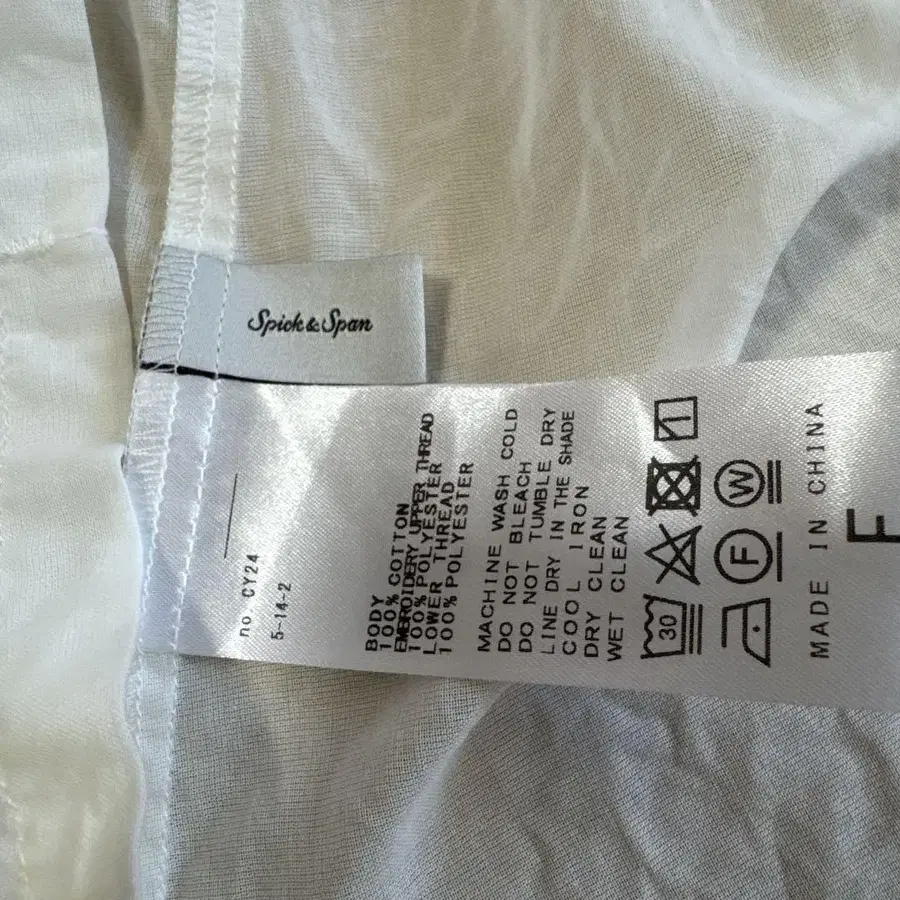 Spick & Span
no. CY24
5-14-2
BODY
100% COTTON
EMBROIDERY UPPER THREAD
100% POLYESTER
LOWER THREAD
100% POLYESTER
MACHINE WASH COLD
DO NOT BLEACH
DO NOT TUMBLE DRY
LINE DRY IN THE SHADE
COOL IRON
DRY CLEAN
WET CLEAN
30
F
W
MADE IN CHINA